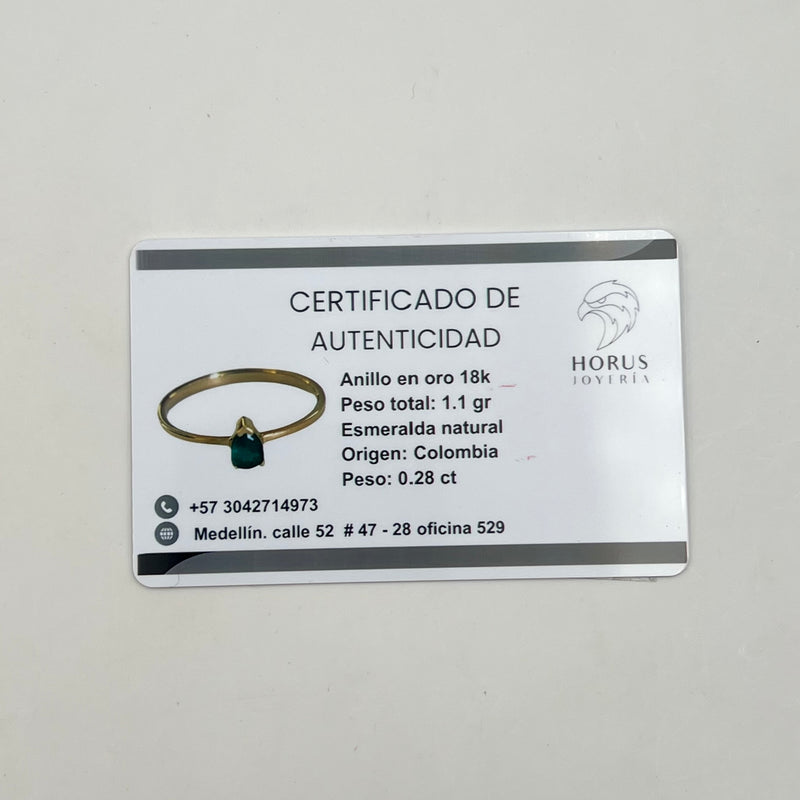 CERTIFICADO DE
AUTENTICIDAD
HORUS
JOYERÍA
Anillo en oro 18k
Peso total: 1.1 gr
Esmeralda natural
Origen: Colombia
Peso: 0.28 ct
+57 3042714973
Medellín. calle 52 # 47 - 28 oficina 529